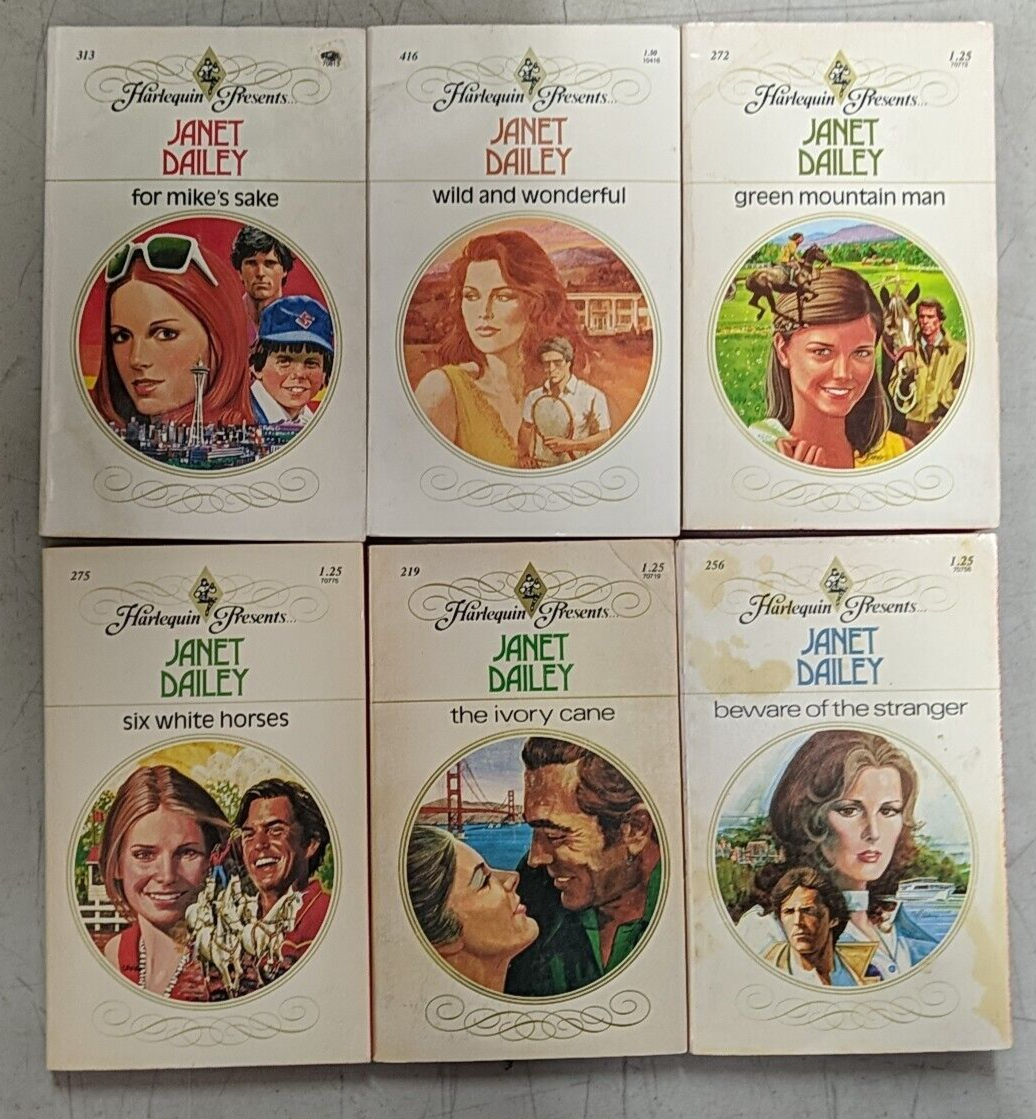 313
Harlequin Presents...
JANET
DAILEY
for mike's sake
416
1.50
10416
Harlequin Presents...
JANET
DAILEY
wild and wonderful
272
1.25
70772
Harlequin Presents...
JANET
DAILEY
green mountain man
275
1.25
70775
Harlequin Presents...
JANET
DAILEY
six white horses
219
1.25
70719
Harlequin Presents...
JANET
DAILEY
the ivory cane
256
1.25
70756
Harlequin Presents...
JANET
DAILEY
beware of the stranger